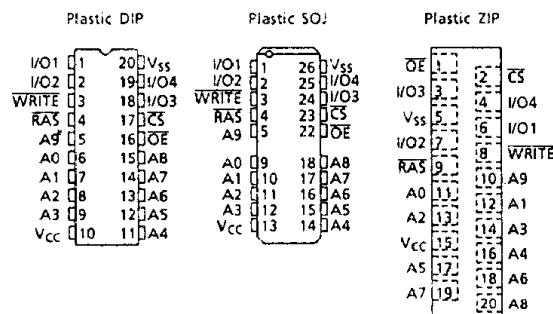 Plastic DIP Plastic SOJ Plastic ZIP
I/O1 1 20 VSS
I/O2 2 19 I/O4
WRITE 3 18 I/O3
RAS 4 17 CS
A9 5 16 OE
A0 6 15 A8
A1 7 14 A7
A2 8 13 A6
A3 9 12 A5
VCC 10 11 A4
I/O1 1 26 VSS
I/O2 2 25 I/O4
WRITE 3 24 I/O3
RAS 4 23 CS
A9 5 22 OE
A0 9 18 A8
A1 10 17 A7
A2 11 16 A6
A3 12 15 A5
VCC 13 14 A4
OE 1
2 CS
I/O3 3
4 I/O4
VSS 5
6 I/O1
I/O2 7
8 WRITE
RAS 9
10 A9
A0 11
12 A1
A2 13
14 A3
VCC 15
16 A4
A5 17
18 A6
A7 19
20 A8